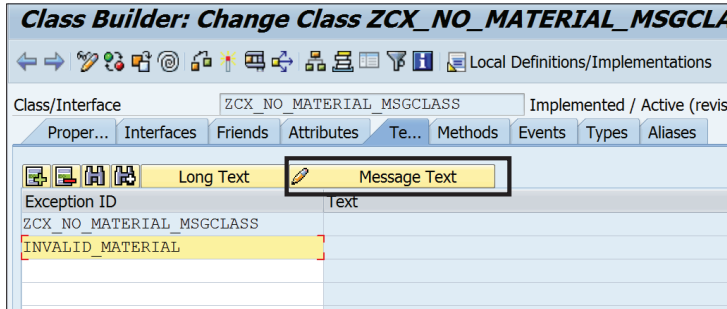 Class Builder: Change Class ZCX_NO_MATERIAL_MSGCLA
Local Definitions/Implementations
Class/Interface ZCX_NO_MATERIAL_MSGCLASS Implemented / Active (revis
Proper... Interfaces Friends Attributes Te... Methods Events Types Aliases
Long Text Message Text
Exception ID Text
ZCX_NO_MATERIAL_MSGCLASS
INVALID_MATERIAL